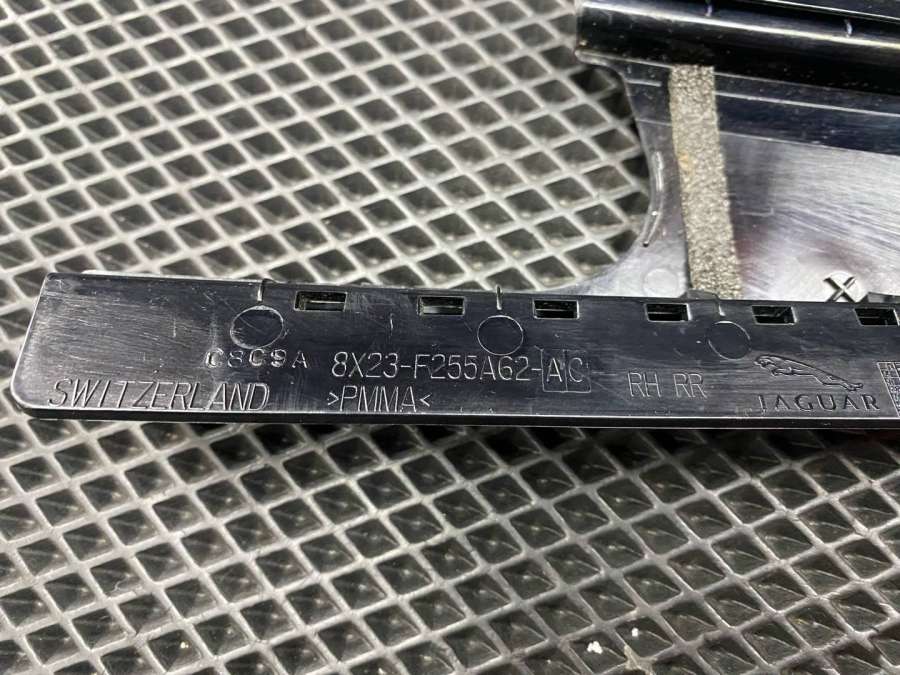 C8C9A 8X23-F255A62-AC RH RR
SWITZERLAND >PMMA< JAGUAR